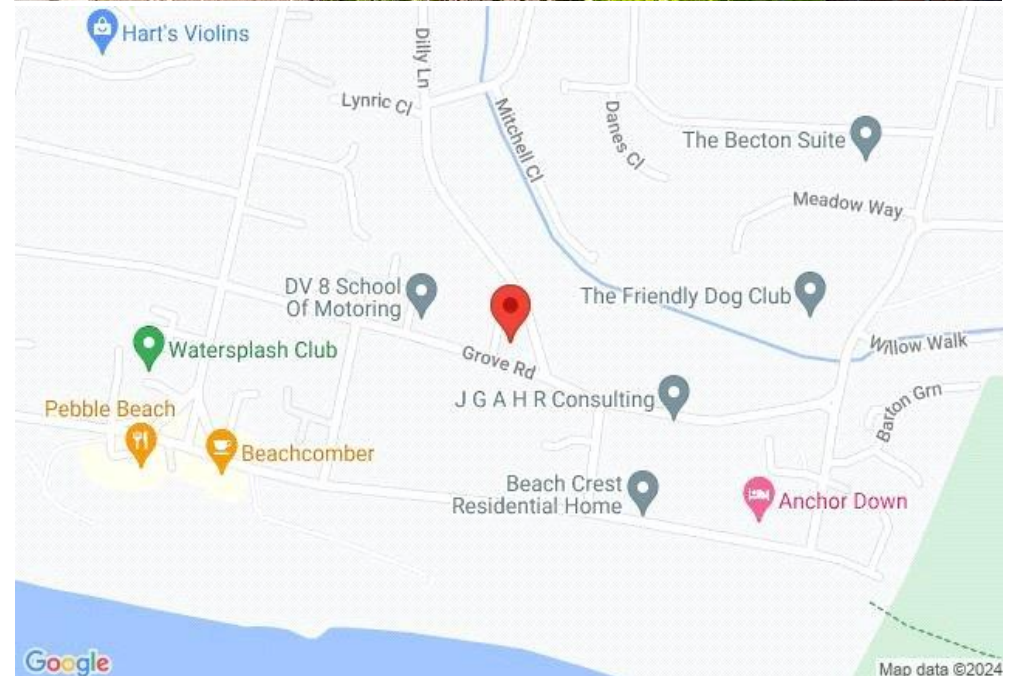 Hart's Violins
Dilly Ln
Lynric Cl
Mitchell Cl
Danes Cl
The Becton Suite
Meadow Way
DV 8 School
Of Motoring
The Friendly Dog Club
Willow Walk
Watersplash Club
Grove Rd
J G A H R Consulting
Barton Grn
Pebble Beach
Beachcomber
Beach Crest
Residential Home
Anchor Down
Google
Map data ©2024